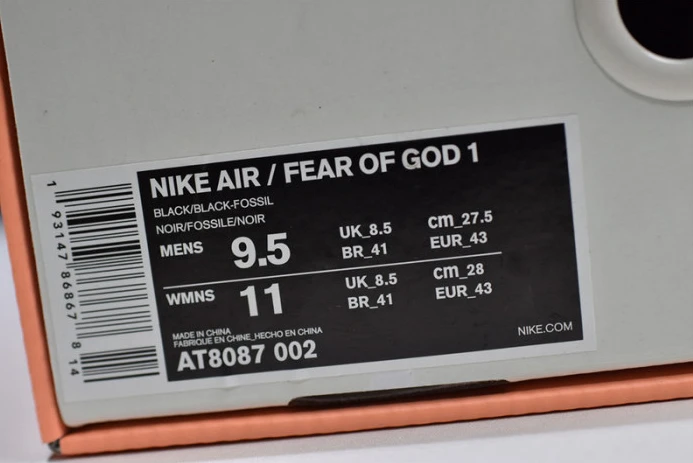 NIKE AIR / FEAR OF GOD 1
BLACK/BLACK-FOSSIL
NOIR/FOSSILE/NOIR
MENS 9.5 UK_8.5 cm_27.5
BR_41 EUR_43
WMNS 11 UK_8.5 cm_28
BR_41 EUR_43
MADE IN CHINA
FABRIQUE EN CHINE_HECHO EN CHINA
AT8087 002
NIKE.COM
1 93147 86867 8 14